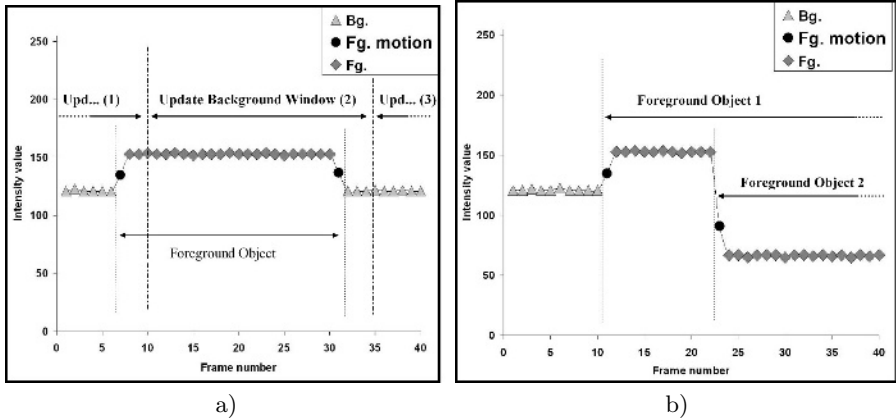 250
200
150
100
50
0
Intensity value
Bg.
Fg. motion
Fg.
Upd... (1)
Update Background Window (2)
Upd... (3)
Foreground Object
0 5 10 15 20 25 30 35 40
Frame number
a)
250
200
150
100
50
0
Intensity value
Bg.
Fg. motion
Fg.
Foreground Object 1
Foreground Object 2
0 5 10 15 20 25 30 35 40
Frame number
b)